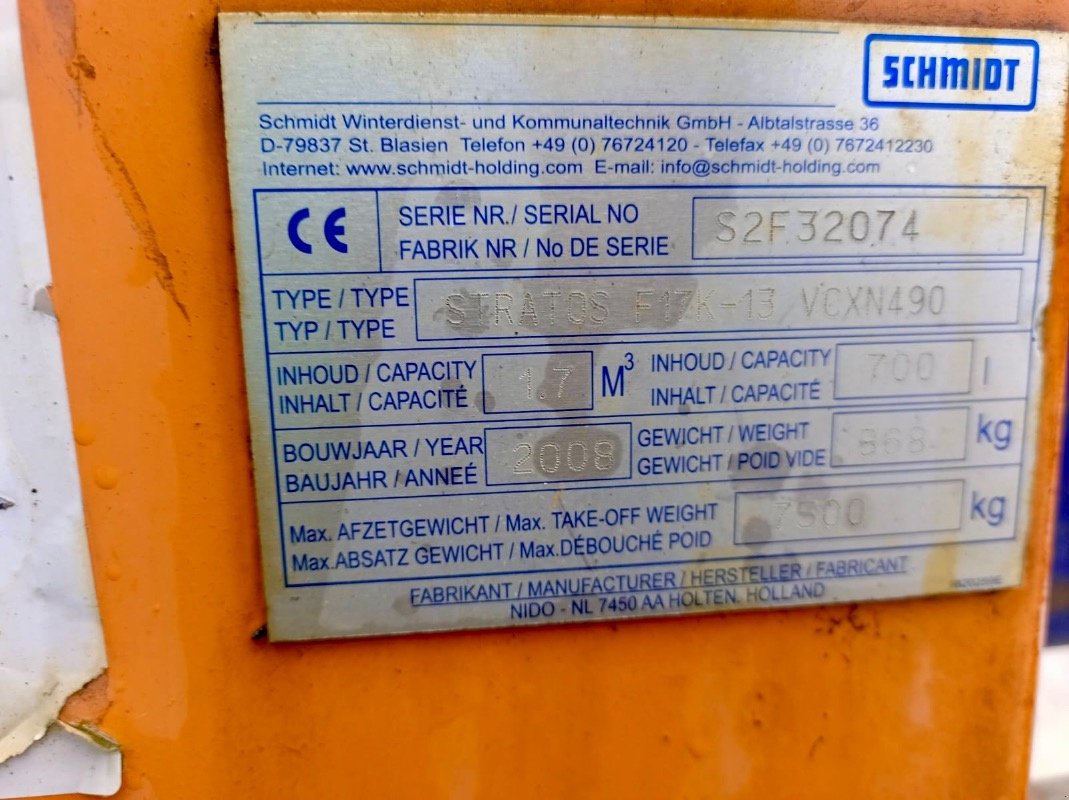 SCHMIDT
Schmidt Winterdienst- und Kommunaltechnik GmbH - Albtalstrasse 36
D-79837 St. Blasien Telefon +49 (0) 76724120 - Telefax +49 (0) 7672412230
Internet: www.schmidt-holding.com E-mail: info@schmidt-holding.com
CE
SERIE NR./ SERIAL NO
FABRIK NR / No DE SERIE
S2F32074
TYPE / TYPE
TYP / TYPE
STRATOS F17K-13 VCXN490
INHOUD / CAPACITY
INHALT / CAPACITÉ
1.7 M³
INHOUD / CAPACITY
INHALT / CAPACITÉ
700 l
BOUWJAAR / YEAR
BAUJAHR / ANNEÉ
2008
GEWICHT / WEIGHT
GEWICHT / POID VIDE
kg
Max. AFZETGEWICHT / Max. TAKE-OFF WEIGHT
Max. ABSATZ GEWICHT / Max. DÉBOUCHÉ POID
kg
FABRIKANT / MANUFACTURER / HERSTELLER / FABRICANT
NIDO - NL 7450 AA HOLTEN. HOLLAND